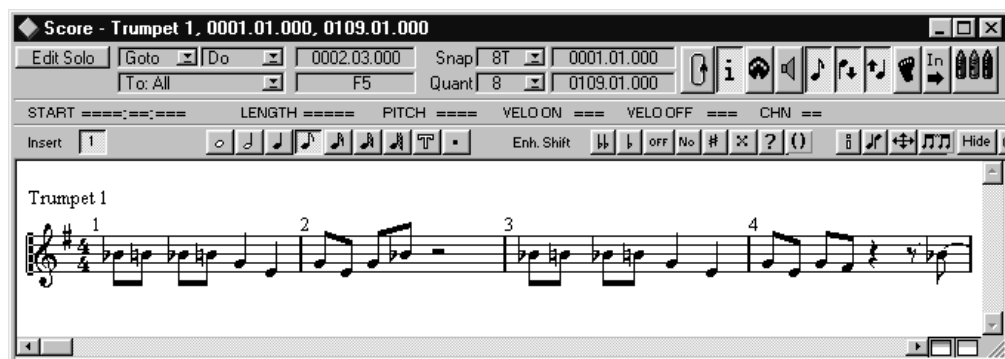 Score - Trumpet 1, 0001.01.000, 0109.01.000
Edit Solo Goto Do 0002.03.000 Snap 8T 0001.01.000
To: All F5 Quant 8 0109.01.000 In
START ====:==:=== LENGTH ===== PITCH ==== VELO ON === VELO OFF === CHN ==
Insert 1 T Enh. Shift OFF No # × ? () i Hide
Trumpet 1
1 2 3 4
4
4